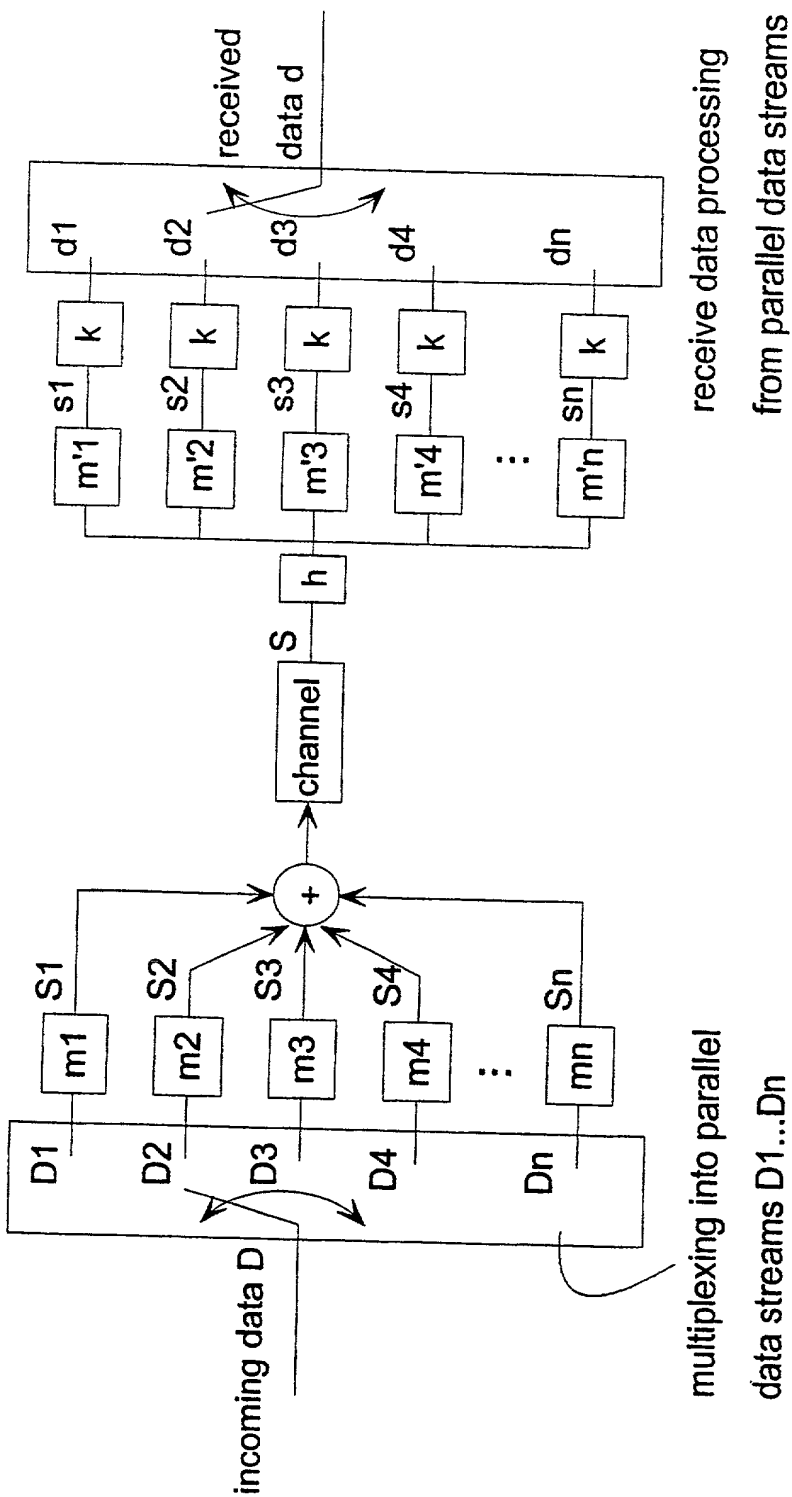 incoming data D
D1
D2
D3
D4
Dn
m1
m2
m3
m4
...
mn
S1
S2
S3
S4
Sn
+
channel
S
h
m'1
m'2
m'3
m'4
...
m'n
s1
s2
s3
s4
sn
k
k
k
k
k
d1
d2
d3
d4
dn
received
data d
multiplexing into parallel
data streams D1...Dn
receive data processing
from parallel data streams